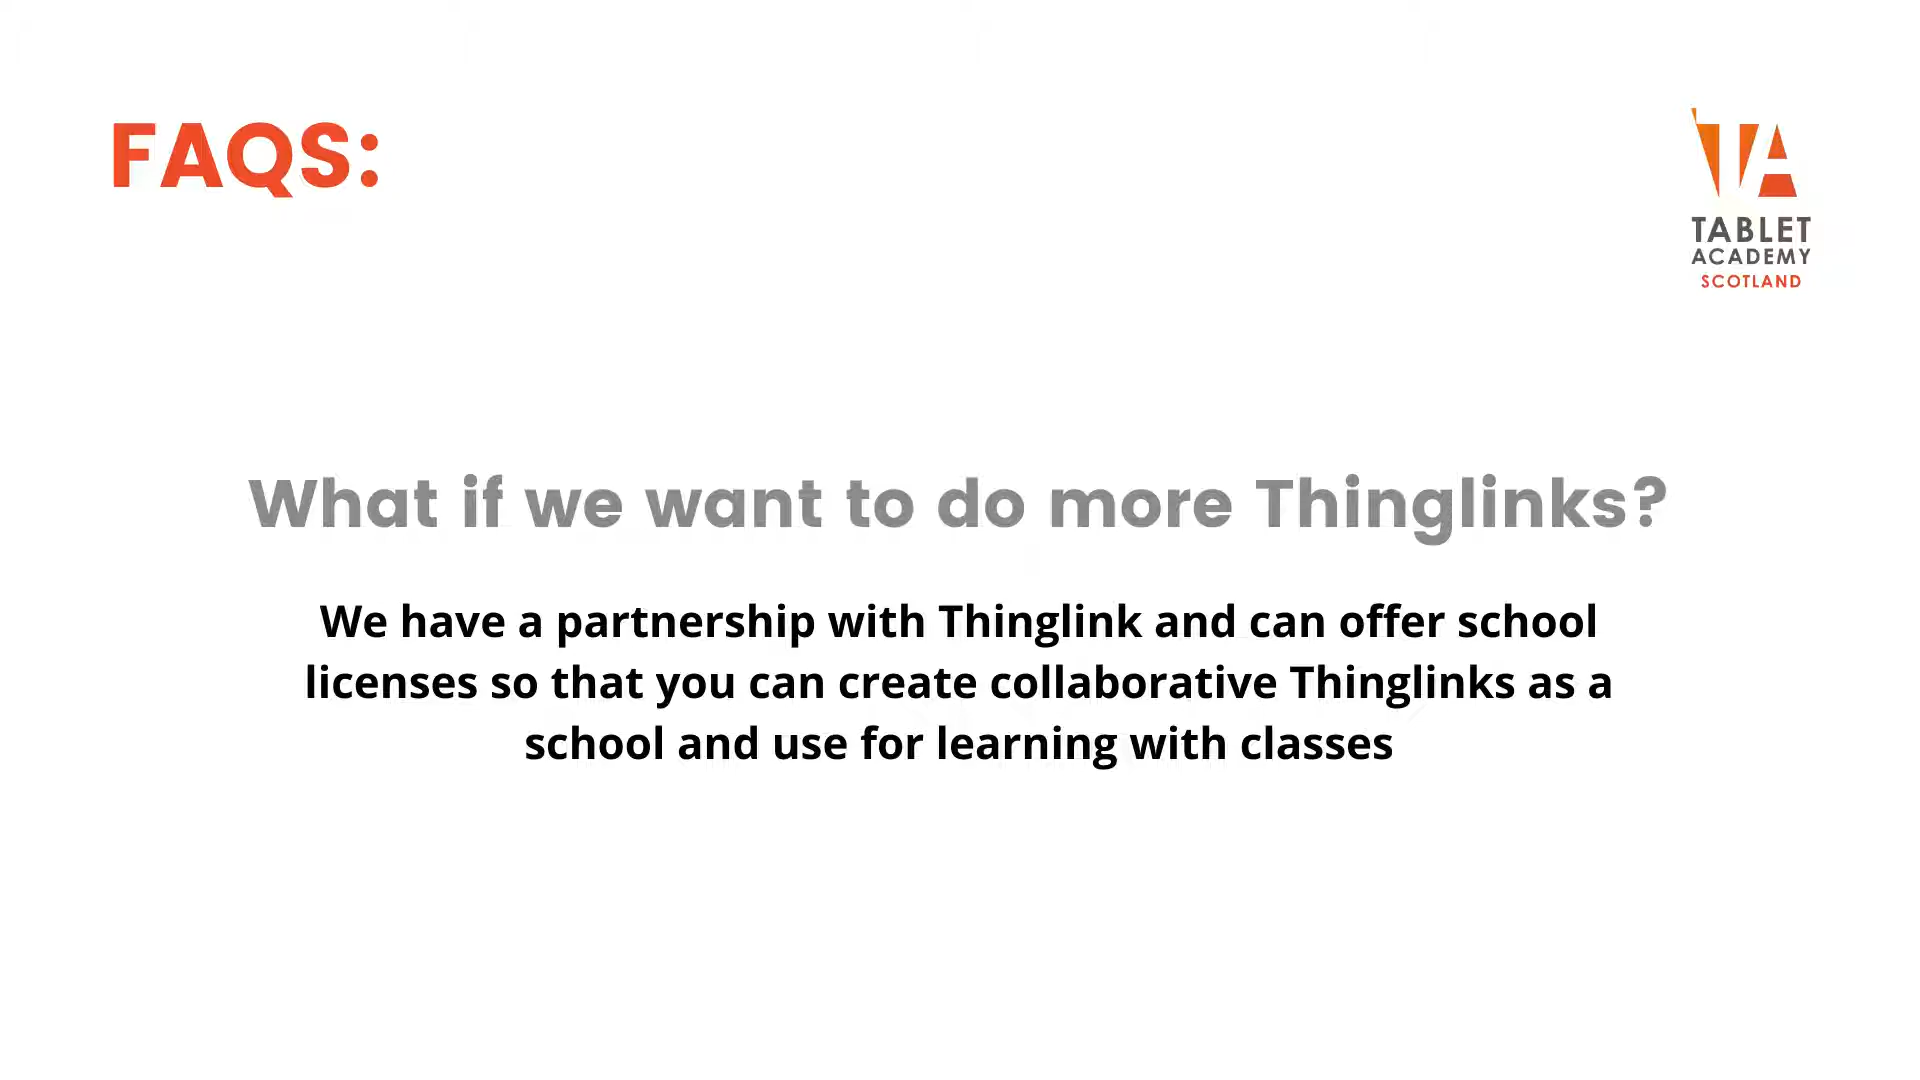 FAQS:
TA
TABLET
ACADEMY
SCOTLAND
What if we want to do more Thinglinks?
We have a partnership with Thinglink and can offer school
licenses so that you can create collaborative Thinglinks as a
school and use for learning with classes